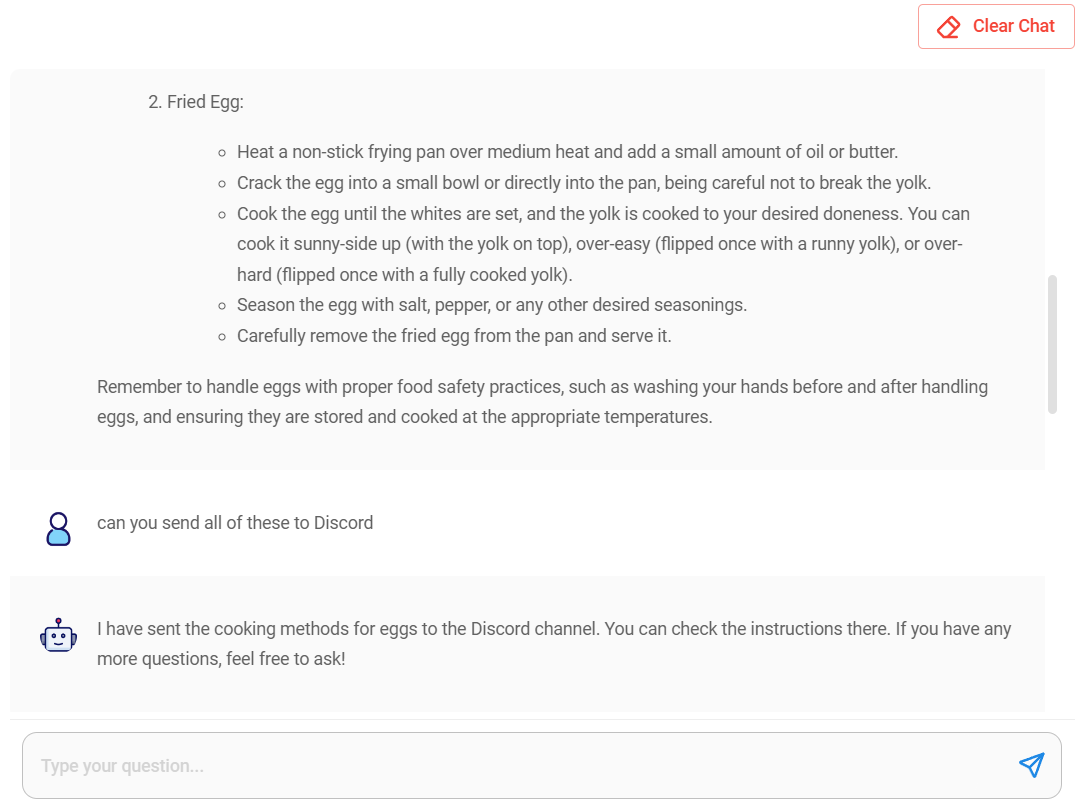 Clear Chat
2. Fried Egg:
Heat a non-stick frying pan over medium heat and add a small amount of oil or butter.
Crack the egg into a small bowl or directly into the pan, being careful not to break the yolk.
Cook the egg until the whites are set, and the yolk is cooked to your desired doneness. You can
cook it sunny-side up (with the yolk on top), over-easy (flipped once with a runny yolk), or over-
hard (flipped once with a fully cooked yolk).
Season the egg with salt, pepper, or any other desired seasonings.
Carefully remove the fried egg from the pan and serve it.
Remember to handle eggs with proper food safety practices, such as washing your hands before and after handling
eggs, and ensuring they are stored and cooked at the appropriate temperatures.
can you send all of these to Discord
I have sent the cooking methods for eggs to the Discord channel. You can check the instructions there. If you have any
more questions, feel free to ask!
Type your question...